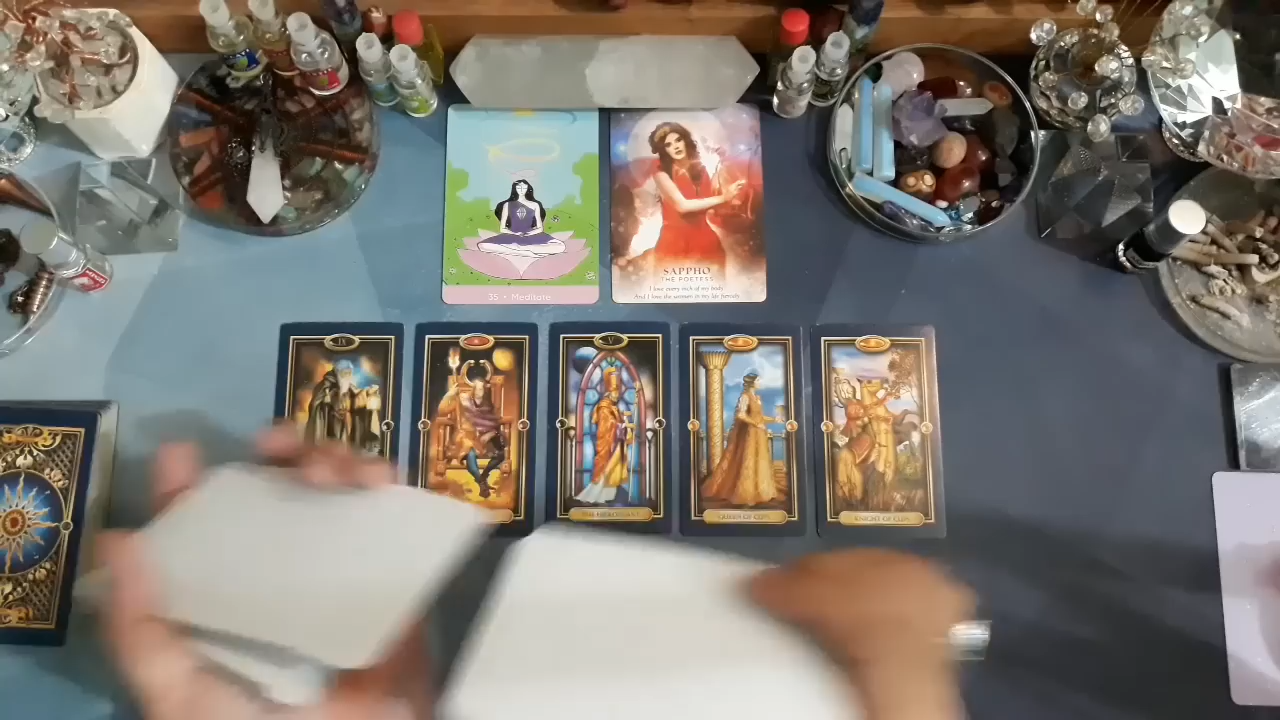 35 • Meditate
SAPPHO
THE POETESS
I love every inch of my body
And I love the women in my life fiercely
IX
V
THE HIEROPHANT
QUEEN OF CUPS
KNIGHT OF CUPS